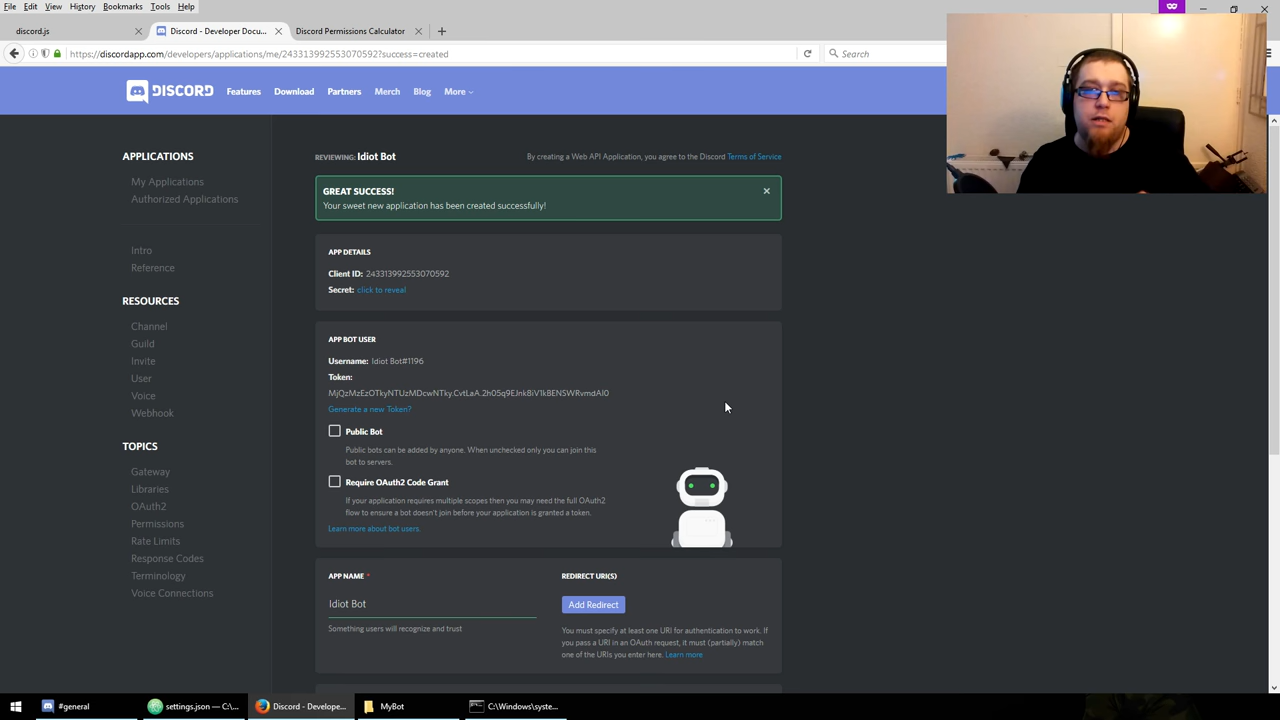 File Edit View History Bookmarks Tools Help
discord.js
Discord - Developer Docu...
Discord Permissions Calculator
https://discordapp.com/developers/applications/me/243313992553070592?success=created
Search
DISCORD
Features
Download
Partners
Merch
Blog
More
APPLICATIONS
My Applications
Authorized Applications
Intro
Reference
RESOURCES
Channel
Guild
Invite
User
Voice
Webhook
TOPICS
Gateway
Libraries
OAuth2
Permissions
Rate Limits
Response Codes
Terminology
Voice Connections
REVIEWING: Idiot Bot
By creating a Web API Application, you agree to the Discord Terms of Service
GREAT SUCCESS!
Your sweet new application has been created successfully!
APP DETAILS
Client ID: 243313992553070592
Secret: click to reveal
APP BOT USER
Username: Idiot Bot#1196
Token:
Generate a new Token?
Public Bot
Public bots can be added by anyone. When unchecked only you can join this
bot to servers.
Require OAuth2 Code Grant
If your application requires multiple scopes then you may need the full OAuth2
flow to ensure a bot doesn't join before your application is granted a token.
Learn more about bot users.
APP NAME *
Idiot Bot
Something users will recognize and trust
REDIRECT URI(S)
Add Redirect
You must specify at least one URI for authentication to work. If
you pass a URI in an OAuth request, it must (partially) match
one of the URIs you enter here. Learn more
#general
settings.json — C:\...
Discord - Develope...
MyBot
C:\Windows\syste...